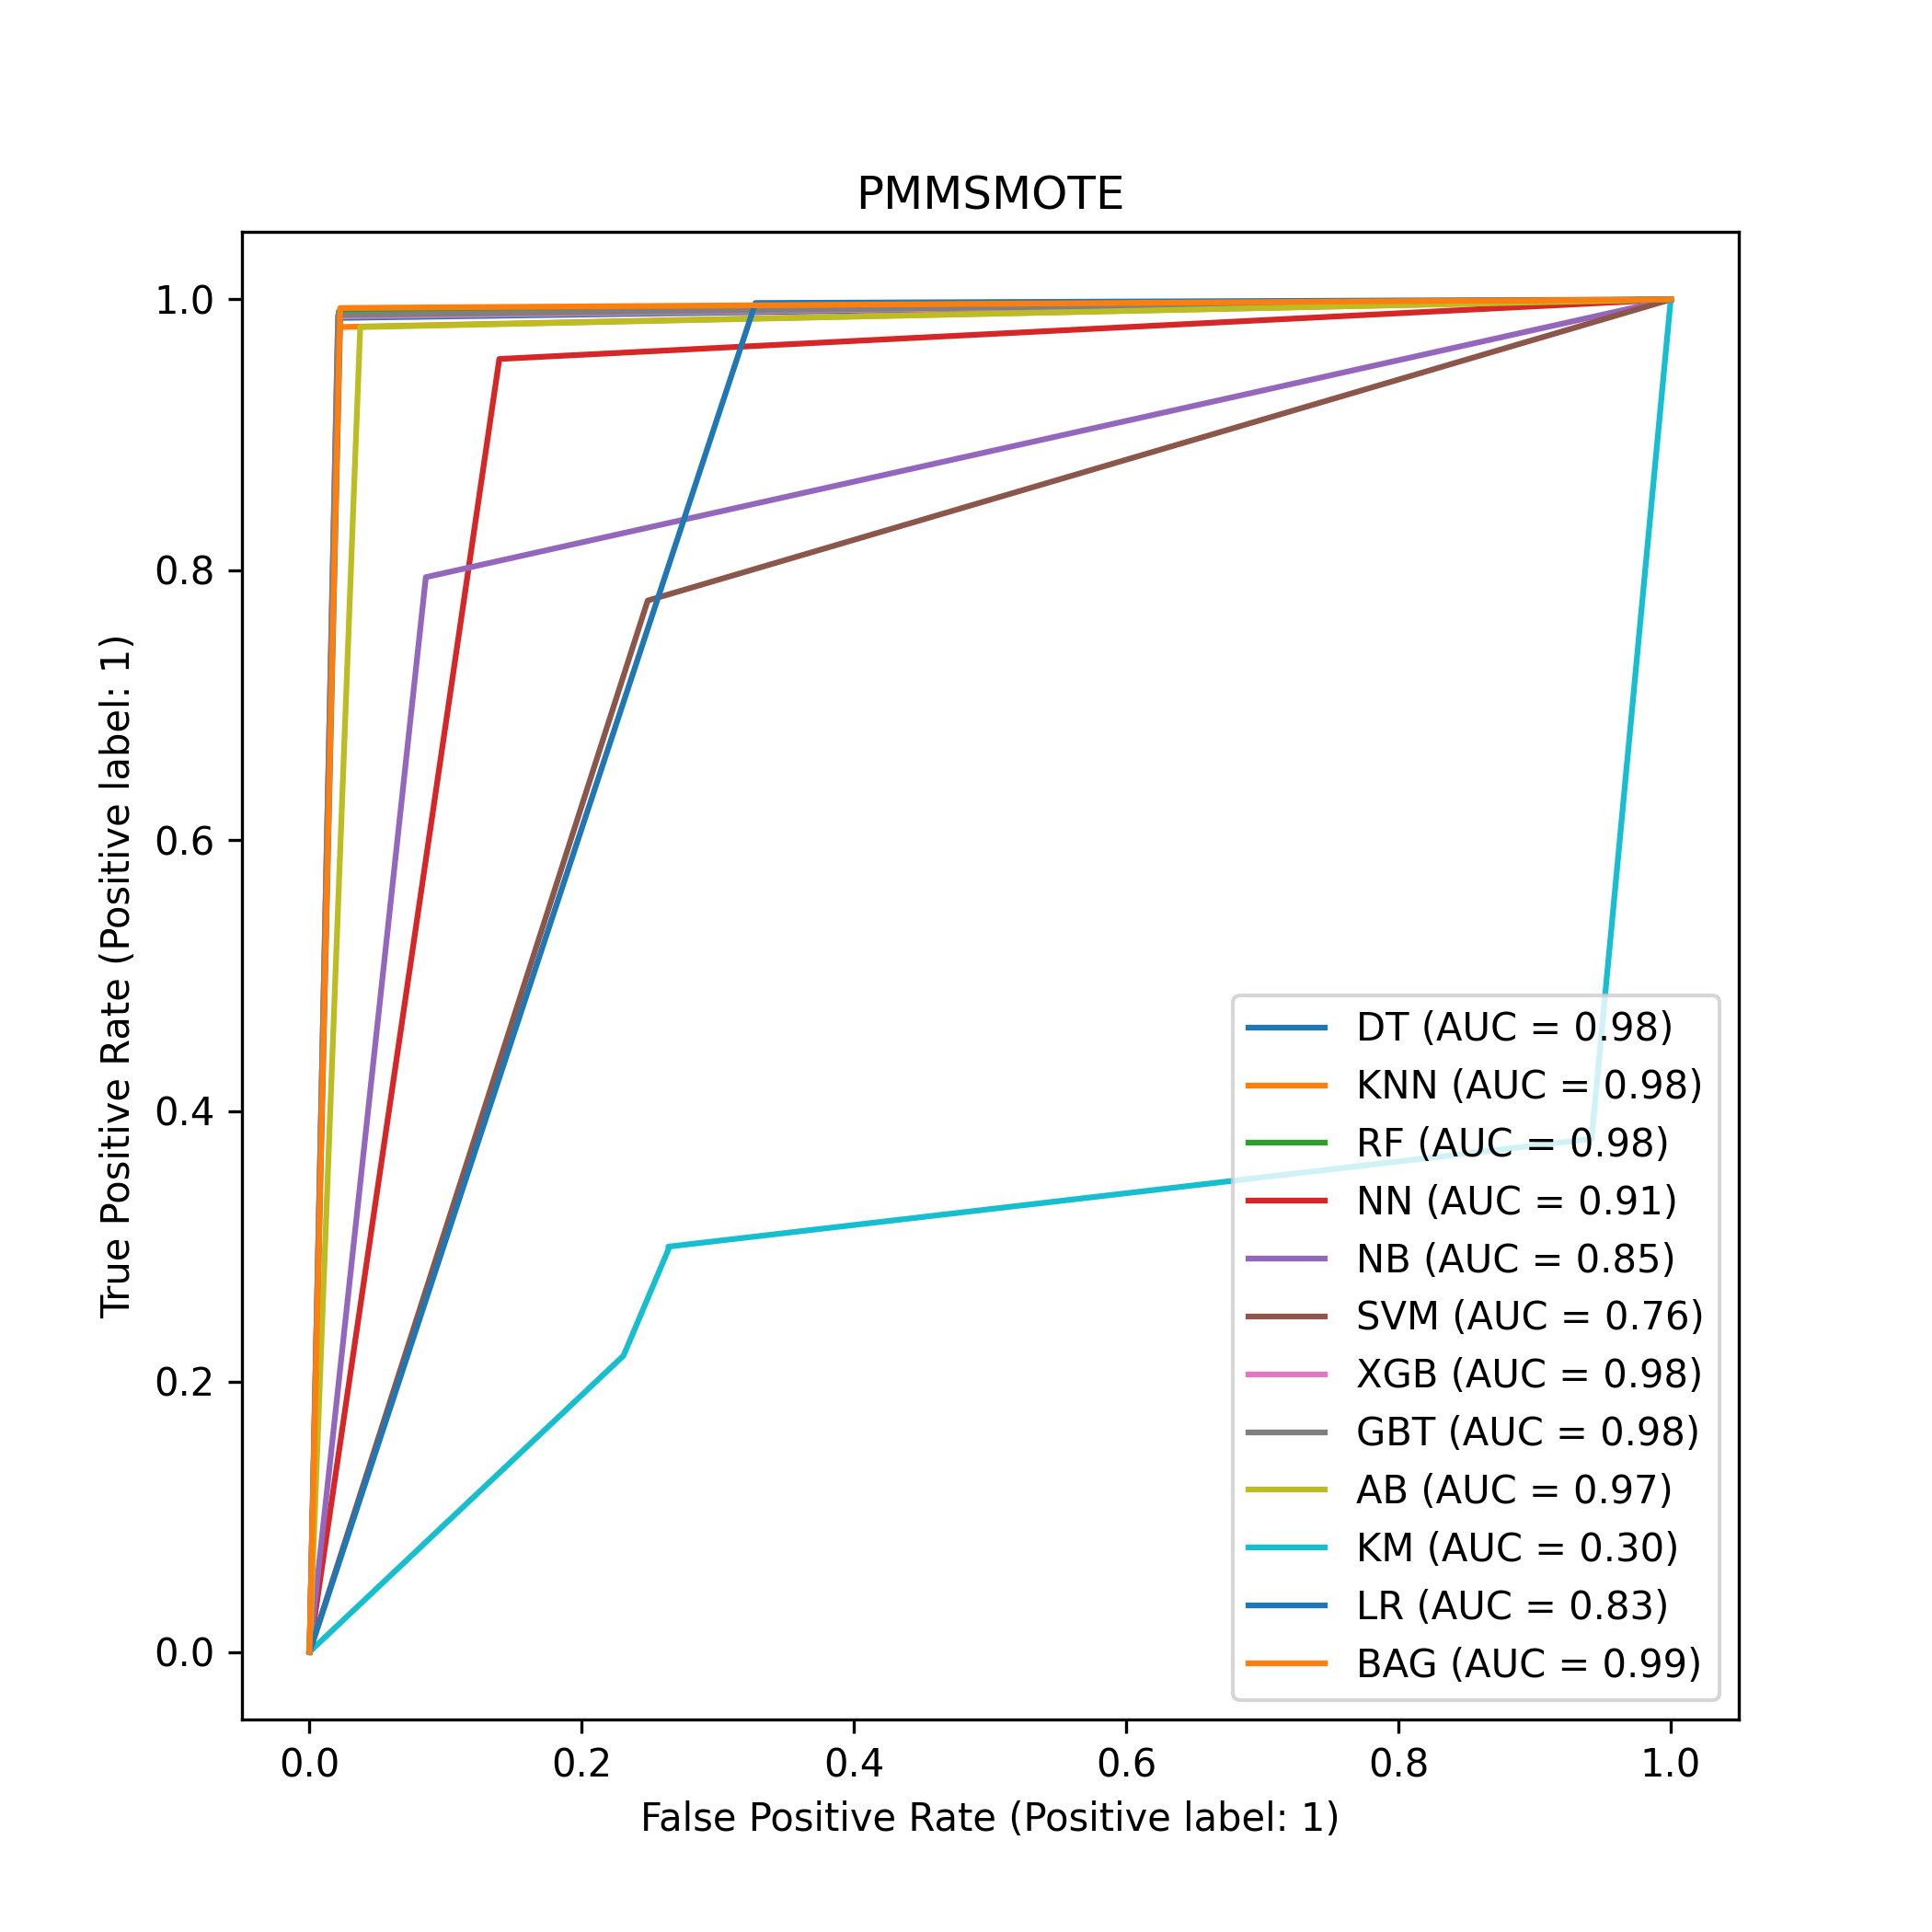 PMMSMOTE
1.0
0.8
0.6
0.4
0.2
0.0
True Positive Rate (Positive label: 1)
DT (AUC = 0.98)
KNN (AUC = 0.98)
RF (AUC = 0.98)
NN (AUC = 0.91)
NB (AUC = 0.85)
SVM (AUC = 0.76)
XGB (AUC = 0.98)
GBT (AUC = 0.98)
AB (AUC = 0.97)
KM (AUC = 0.30)
LR (AUC = 0.83)
BAG (AUC = 0.99)
0.0 0.2 0.4 0.6 0.8 1.0
False Positive Rate (Positive label: 1)